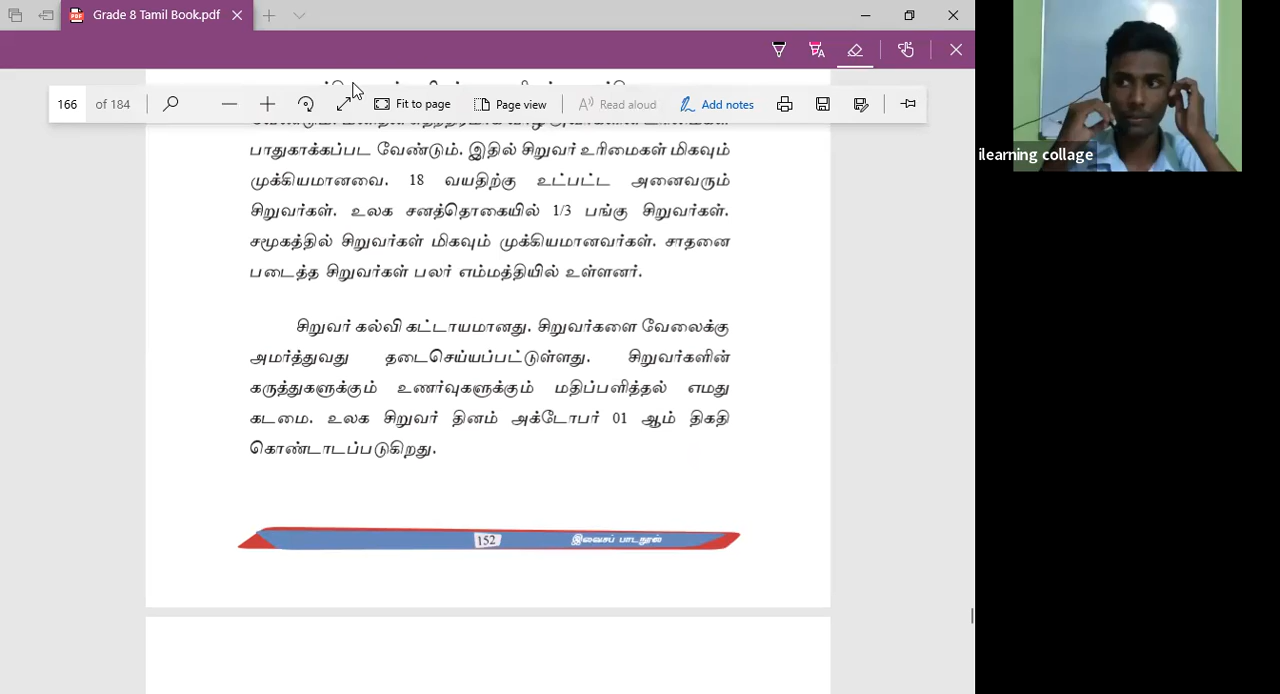 Grade 8 Tamil Book.pdf
166 of 184 Fit to page Page view Read aloud Add notes
பாதுகாக்கப்பட வேண்டும். இதில் சிறுவர் உரிமைகள் மிகவும்
முக்கியமானவை. 18 வயதிற்கு உட்பட்ட அனைவரும்
சிறுவர்கள். உலக சனத்தொகையில் 1/3 பங்கு சிறுவர்கள்.
சமூகத்தில் சிறுவர்கள் மிகவும் முக்கியமானவர்கள். சாதனை
படைத்த சிறுவர்கள் பலர் எம்மத்தியில் உள்ளனர்.
சிறுவர் கல்வி கட்டாயமானது. சிறுவர்களை வேலைக்கு
அமர்த்துவது தடைசெய்யப்பட்டுள்ளது. சிறுவர்களின்
கருத்துகளுக்கும் உணர்வுகளுக்கும் மதிப்பளித்தல் எமது
கடமை. உலக சிறுவர் தினம் அக்டோபர் 01 ஆம் திகதி
கொண்டாடப்படுகிறது.
152 இலவசப் பாடநூல்
ilearning collage